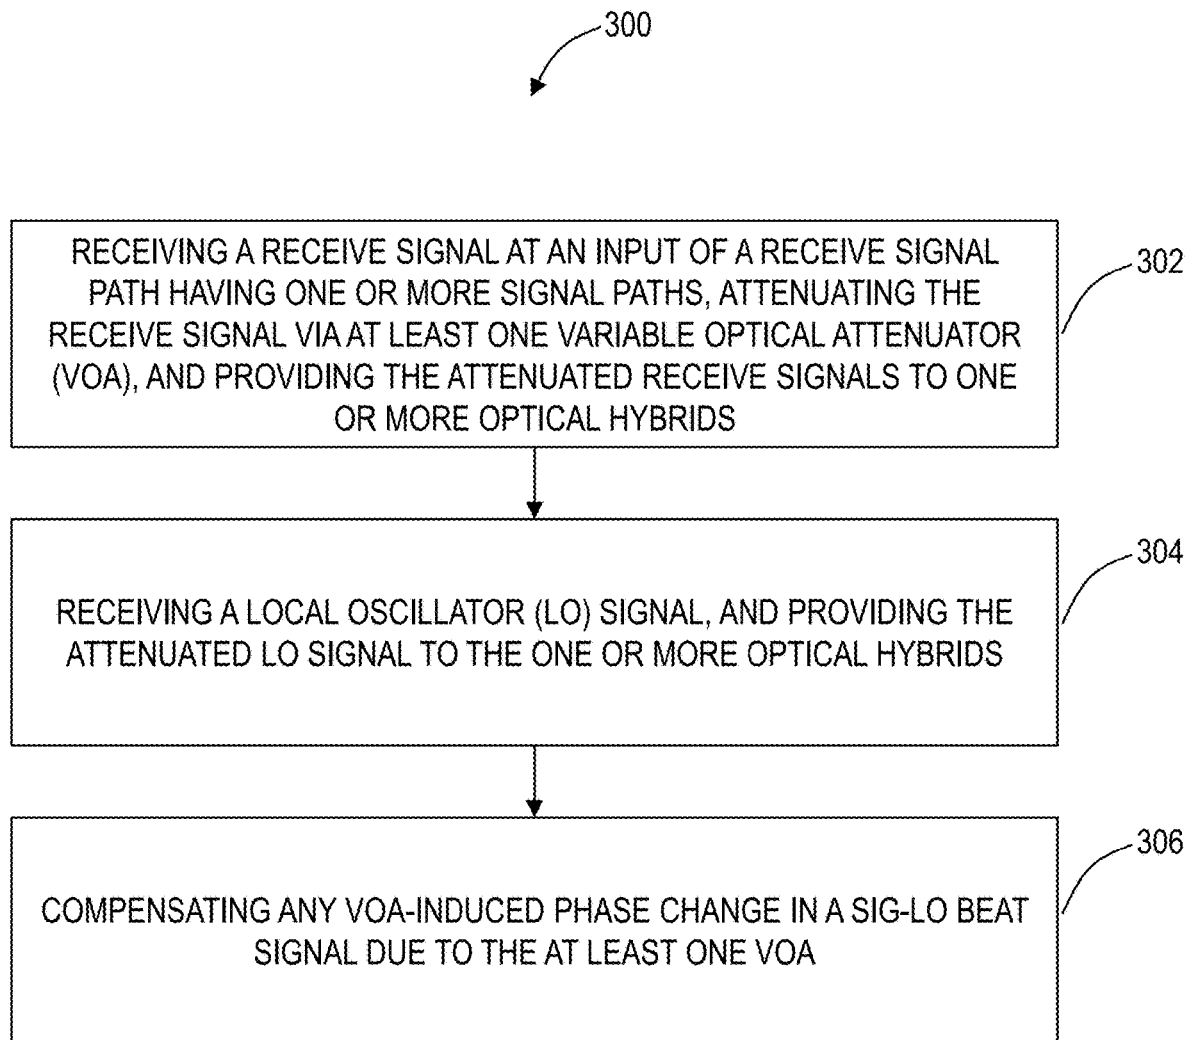 300
RECEIVING A RECEIVE SIGNAL AT AN INPUT OF A RECEIVE SIGNAL
PATH HAVING ONE OR MORE SIGNAL PATHS, ATTENUATING THE
RECEIVE SIGNAL VIA AT LEAST ONE VARIABLE OPTICAL ATTENUATOR
(VOA), AND PROVIDING THE ATTENUATED RECEIVE SIGNALS TO ONE
OR MORE OPTICAL HYBRIDS
302
RECEIVING A LOCAL OSCILLATOR (LO) SIGNAL, AND PROVIDING THE
ATTENUATED LO SIGNAL TO THE ONE OR MORE OPTICAL HYBRIDS
304
COMPENSATING ANY VOA-INDUCED PHASE CHANGE IN A SIG-LO BEAT
SIGNAL DUE TO THE AT LEAST ONE VOA
306